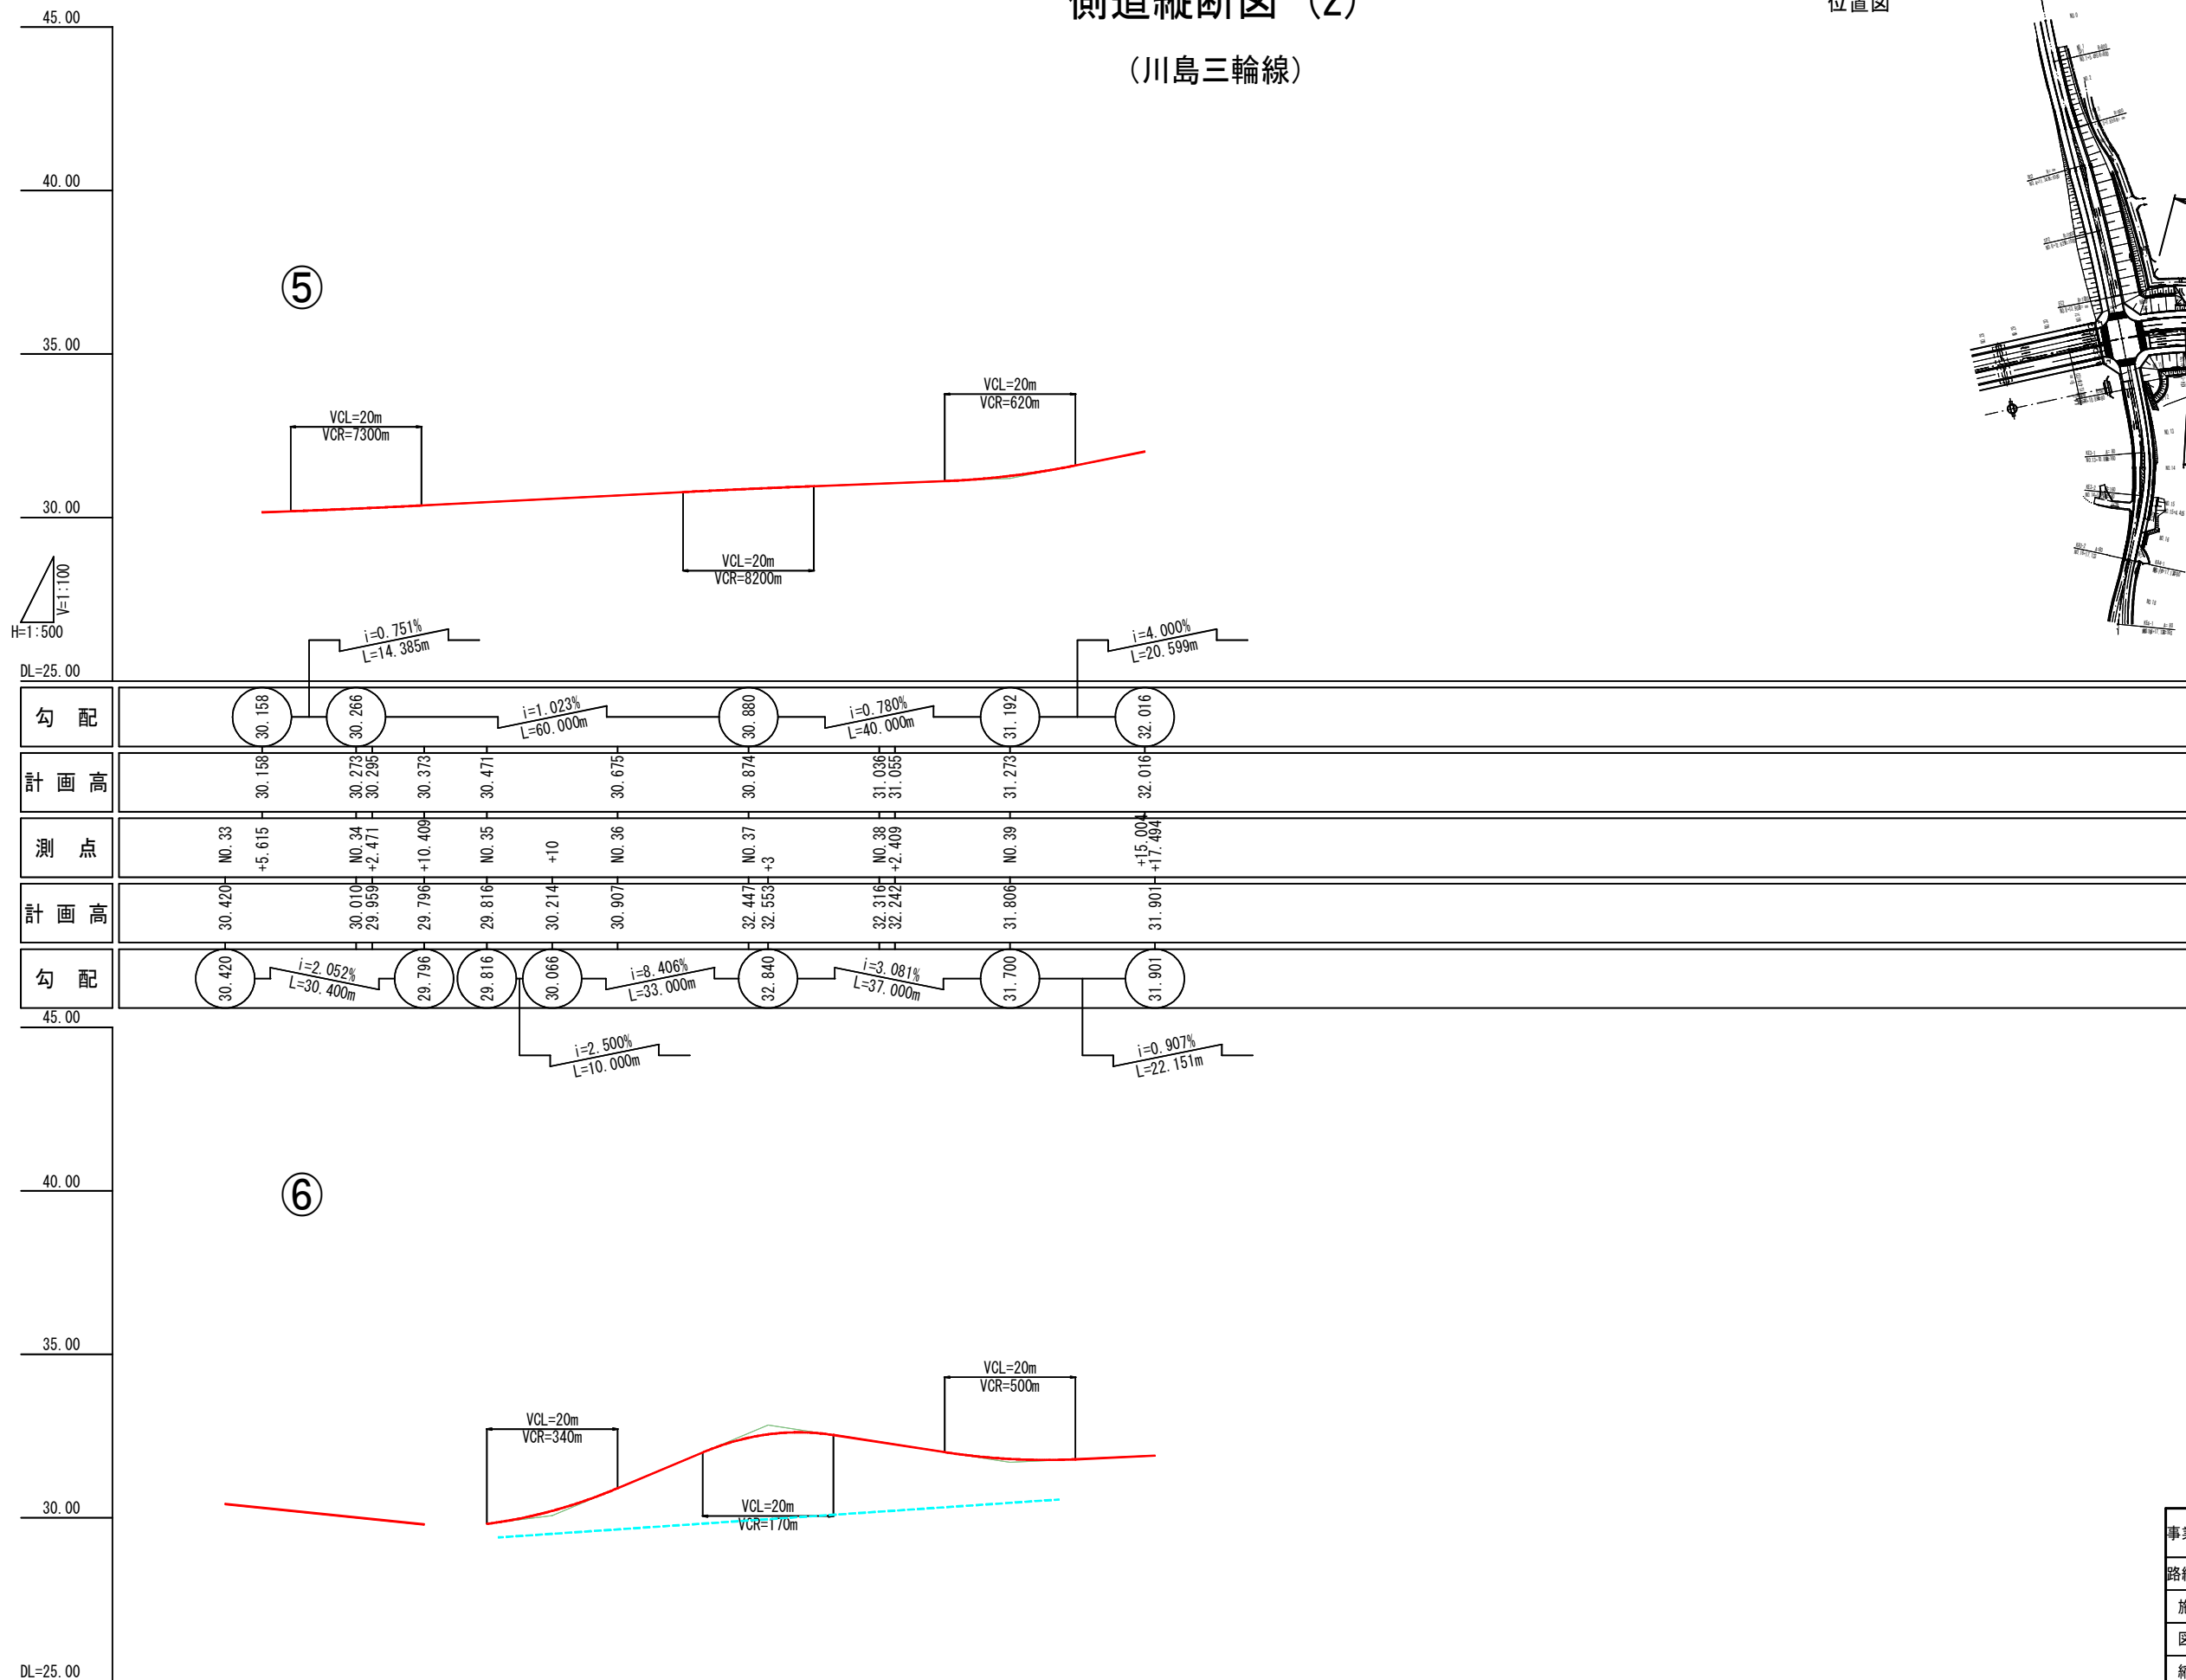 側道縦断図 (2)
(川島三輪線)
位置図
45.00
40.00
35.00
30.00
⑤
VCL=20m
VCR=7300m
VCL=20m
VCR=620m
VCL=20m
VCR=8200m
V=1:100
H=1:500
DL=25.00
i=0.751%
L=14.385m
i=4.000%
L=20.599m
勾 配
30.158
30.266
i=1.023%
L=60.000m
30.880
i=0.780%
L=40.000m
31.192
32.016
計 画 高
30.158
30.273
30.295
30.373
30.471
30.675
30.874
31.036
31.055
31.273
32.016
測 点
NO.33
+5.615
NO.34
+2.471
+10.409
NO.35
+10
NO.36
NO.37
+3
NO.38
+2.409
NO.39
+15.004
+17.494
計 画 高
30.420
30.010
29.959
29.796
29.816
30.214
30.907
32.447
32.553
32.316
32.242
31.806
31.901
勾 配
30.420
i=2.052%
L=30.400m
29.796
29.816
30.066
i=8.406%
L=33.000m
32.840
i=3.081%
L=37.000m
31.700
31.901
i=2.500%
L=10.000m
i=0.907%
L=22.151m
45.00
40.00
35.00
30.00
DL=25.00
⑥
VCL=20m
VCR=340m
VCL=20m
VCR=170m
VCL=20m
VCR=500m
事
路